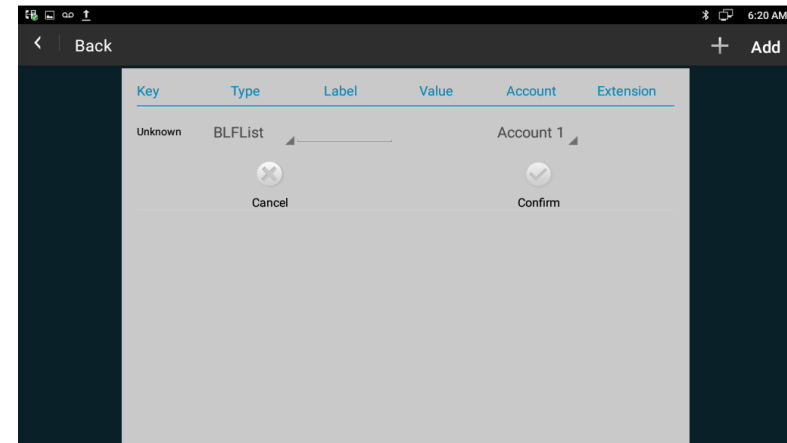 6:20 AM
Back
Add
Key Type Label Value Account Extension
Unknown BLFList Account 1
Cancel Confirm